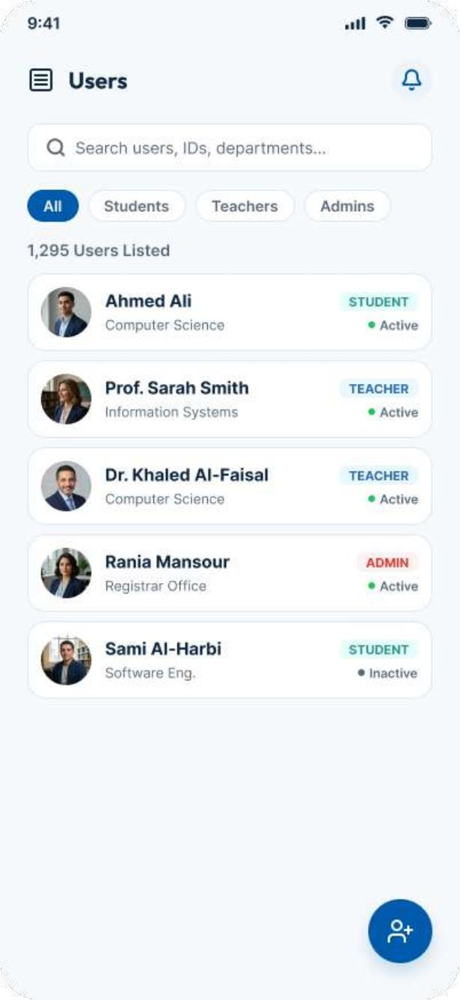 9:41
Users
Search users, IDs, departments...
All Students Teachers Admins
1,295 Users Listed
Ahmed Ali STUDENT
Computer Science Active
Prof. Sarah Smith TEACHER
Information Systems Active
Dr. Khaled Al-Faisal TEACHER
Computer Science Active
Rania Mansour ADMIN
Registrar Office Active
Sami Al-Harbi STUDENT
Software Eng. Inactive